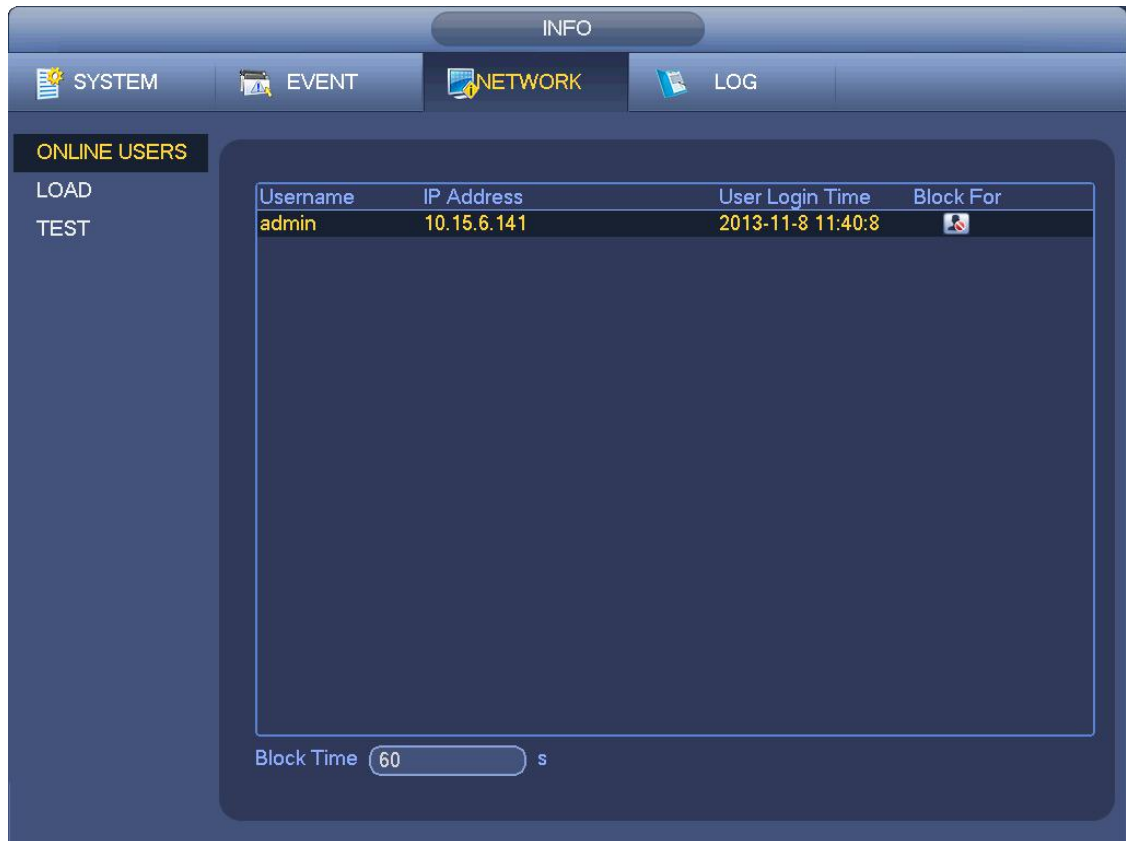 INFO
SYSTEM EVENT NETWORK LOG
ONLINE USERS
LOAD
TEST
Username IP Address User Login Time Block For
admin 10.15.6.141 2013-11-8 11:40:8
Block Time 60 s